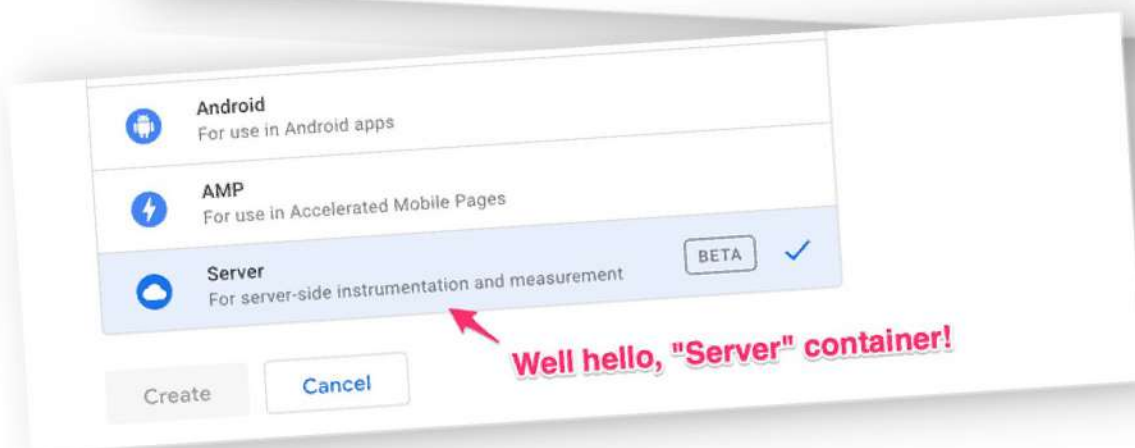 Android
For use in Android apps
AMP
For use in Accelerated Mobile Pages
Server
For server-side instrumentation and measurement
BETA
Well hello, "Server" container!
Create
Cancel